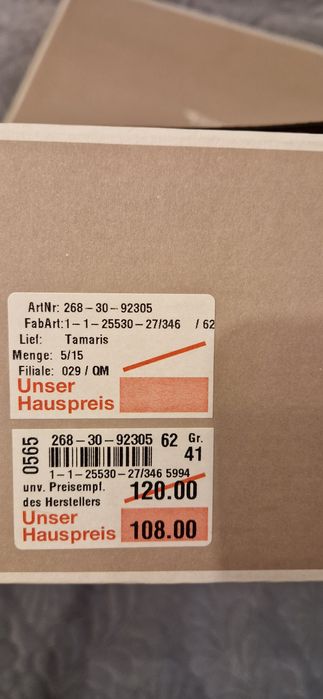 ArtNr: 268-30-92305
FabArt:1-1-25530-27/346 / 62
Lief: Tamaris
Menge: 5/15
Filiale: 029 / QM
Unser
Hauspreis
0565
268-30-92305 62 Gr.
41
1-1-25530-27/346 5994
unv. Preisempf.
des Herstellers 120.00
Unser
Hauspreis 108.00